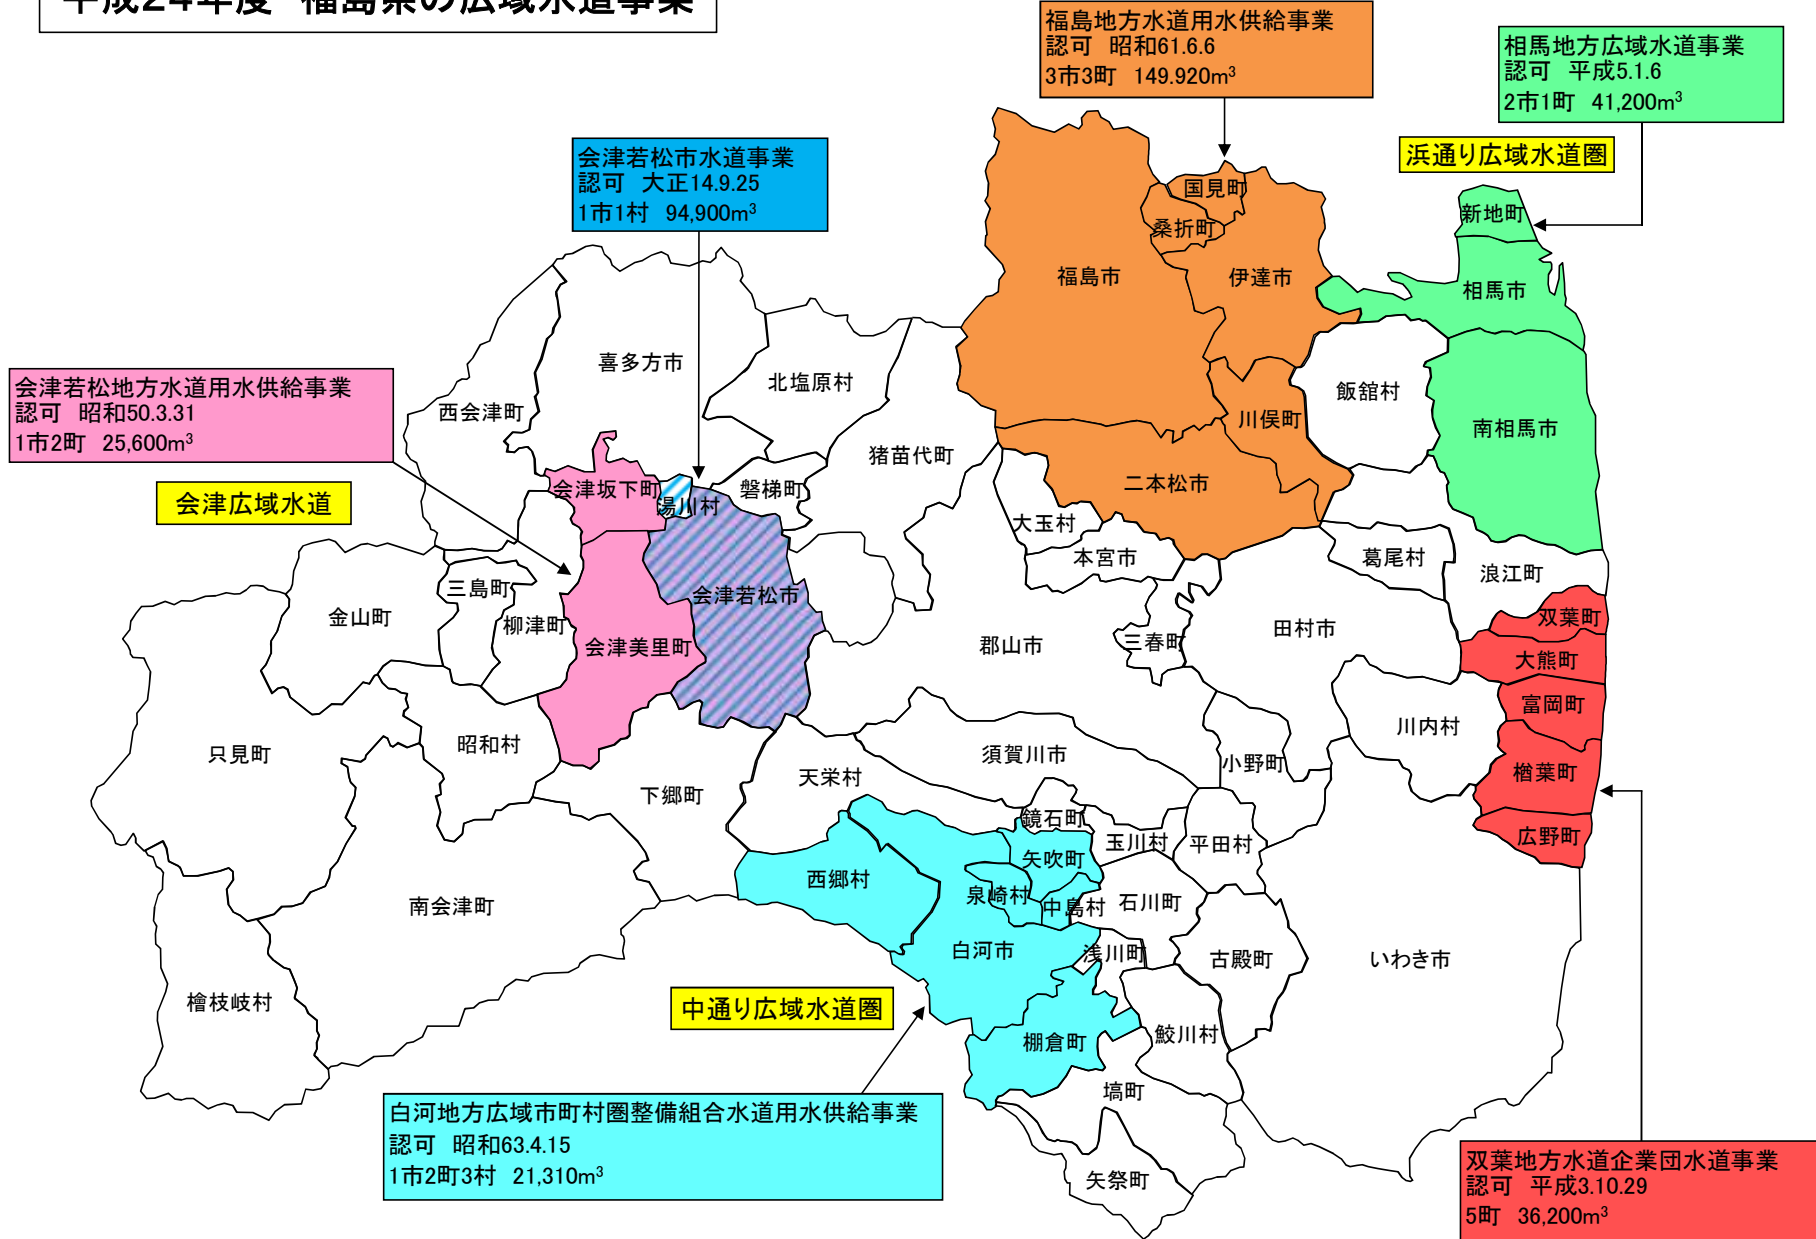 平成24年度 福島県の広域水道事業
福島地方水道用水供給事業
認可 昭和61.6.6
3市3町 149.920m³
相馬地方広域水道事業
認可 平成5.1.6
2市1町 41,200m³
会津若松市水道事業
認可 大正14.9.25
1市1村 94,900m³
浜通り広域水道圏
国見町
新地町
桑折町
福島市
伊達市
相馬市
喜多方市
北塩原村
飯舘村
会津若松地方水道用水供給事業
認可 昭和50.3.31
1市2町 25,600m³
西会津町
川俣町
南相馬市
猪苗代町
会津広域水道
会津坂下町
湯川村
磐梯町
二本松市
大玉村
本宮市
葛尾村
浪江町
三島町
金山町
柳津町
会津若松市
会津美里町
郡山市
三春町
田村市
双葉町
大熊町
富岡町
川内村
只見町
昭和村
須賀川市
小野町
楢葉町
天栄村
下郷町
鏡石町
玉川村
平田村
広野町
矢吹町
西郷村
泉崎村
中島村
石川町
南会津町
白河市
浅川町
古殿町
いわき市
檜枝岐村
中通り広域水道圏
棚倉町
鮫川村
塙町
白河地方広域市町村圏整備組合水道用水供給事業
認可 昭和63.4.15
1市2町3村 21,310m³
矢祭町
双葉地方水道企業団水道事業
認可 平成3.10.29
5町 36,200m³